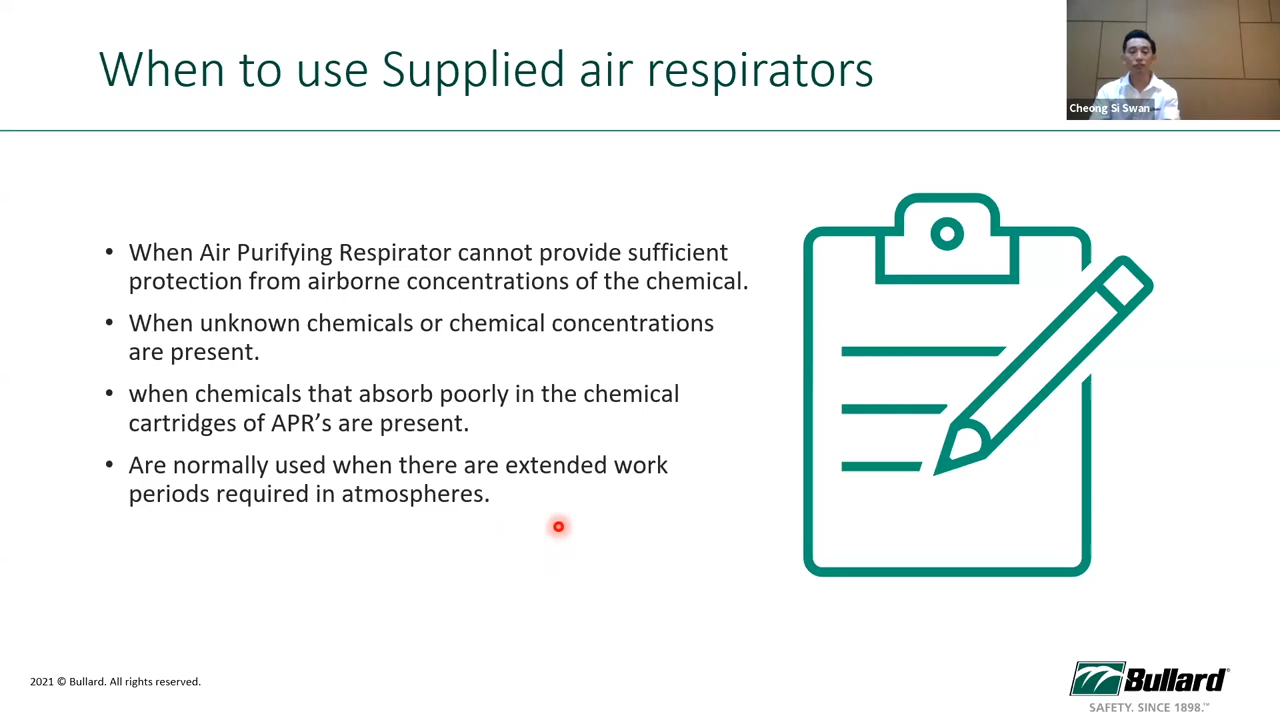 When to use Supplied air respirators
Cheong Si Swan
• When Air Purifying Respirator cannot provide sufficient
protection from airborne concentrations of the chemical.
• When unknown chemicals or chemical concentrations
are present.
• when chemicals that absorb poorly in the chemical
cartridges of APR’s are present.
• Are normally used when there are extended work
periods required in atmospheres.
2021 © Bullard. All rights reserved.
Bullard®
SAFETY. SINCE 1898.™